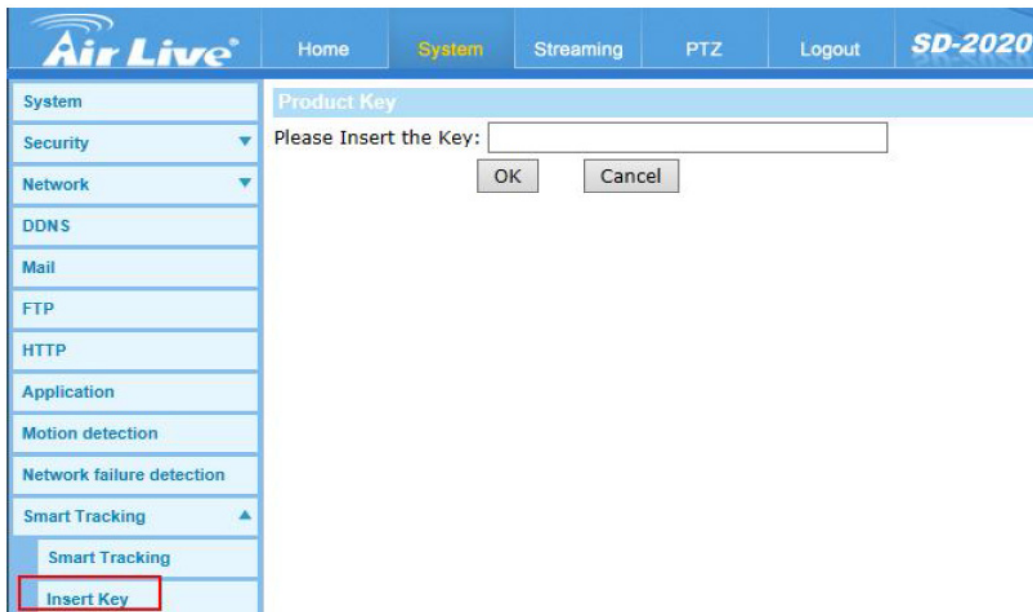 Air Live® Home System Streaming PTZ Logout SD-2020
System
Security
Network
DDNS
Mail
FTP
HTTP
Application
Motion detection
Network failure detection
Smart Tracking
Smart Tracking
Insert Key
Product Key
Please Insert the Key:
OK Cancel